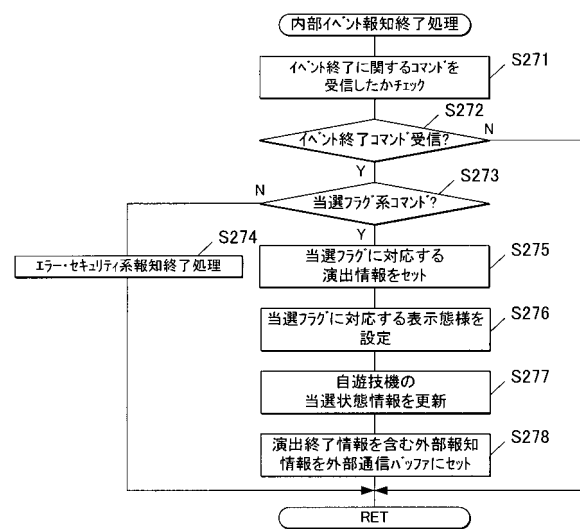 内部イベント報知終了処理
イベント終了に関するコマンドを
受信したかチェック
S271
イベント終了コマンド受信?
S272
N
Y
当選フラグ系コマンド?
S273
N
Y
S274
エラー・セキュリティ系報知終了処理
当選フラグに対応する
演出情報をセット
S275
当選フラグに対応する表示態様を
設定
S276
自遊技機の
当選状態情報を更新
S277
演出終了情報を含む外部報知
情報を外部通信バッファにセット
S278
RET